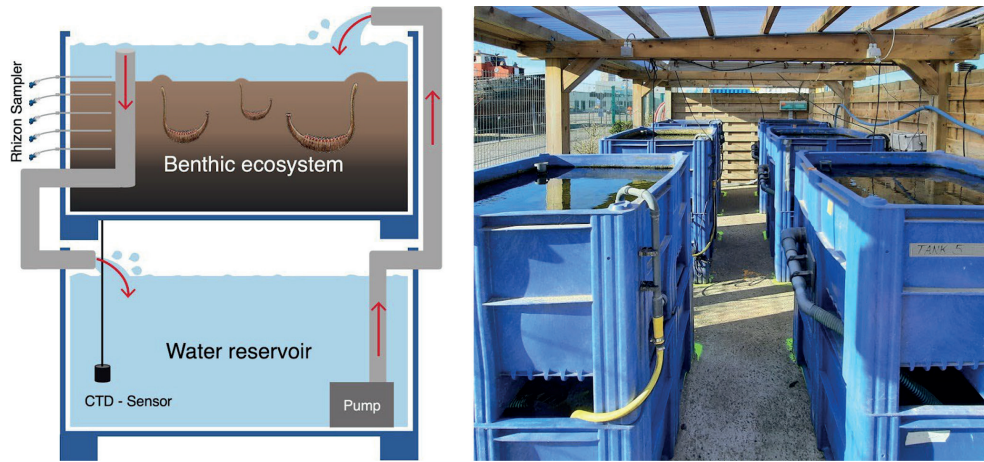 Rhizon Sampler
Benthic ecosystem
Water reservoir
CTD - Sensor
Pump
TANK 5